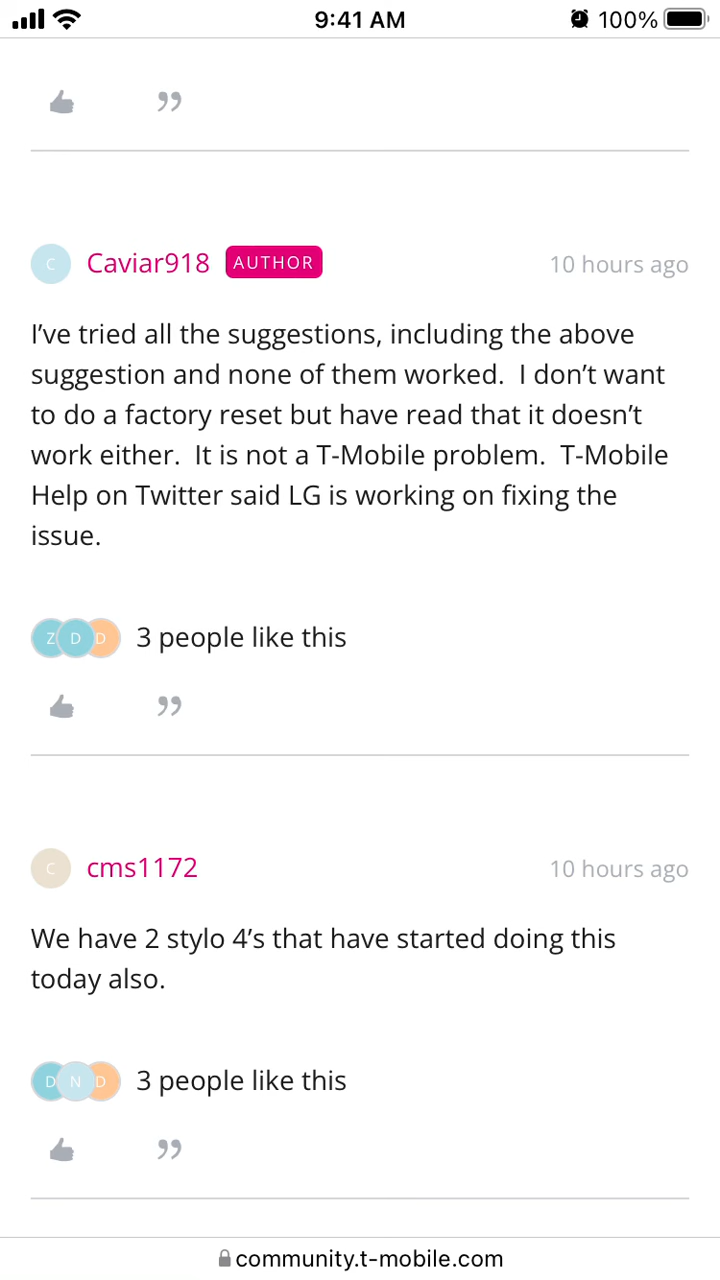 9:41 AM 100%
C Caviar918 AUTHOR 10 hours ago
I’ve tried all the suggestions, including the above
suggestion and none of them worked.  I don’t want
to do a factory reset but have read that it doesn’t
work either.  It is not a T-Mobile problem.  T-Mobile
Help on Twitter said LG is working on fixing the
issue.
Z D D 3 people like this
C cms1172 10 hours ago
We have 2 stylo 4’s that have started doing this
today also.
D N D 3 people like this
community.t-mobile.com